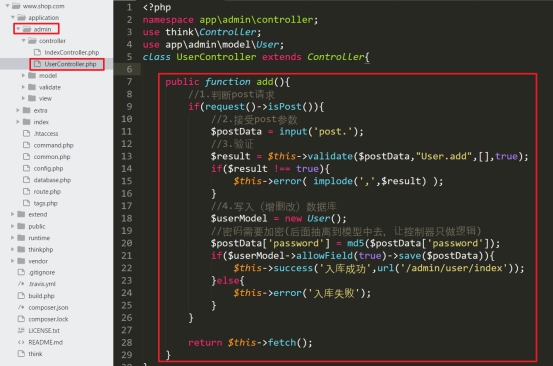 www.shop.com
application
admin
controller
IndexController.php
UserController.php
model
validate
view
extra
index
.htaccess
command.php
common.php
config.php
database.php
route.php
tags.php
extend
public
runtime
thinkphp
vendor
.gitignore
.travis.yml
build.php
composer.json
composer.lock
LICENSE.txt
README.md
think
1 <?php
2 namespace app\admin\controller;
3 use think\Controller;
4 use app\admin\model\User;
5 class UserController extends Controller{
6
7 public function add(){
8 //1.判断post请求
9 if(request()->isPost()){
10 //2.接受post参数
11 $postData = input('post.');
12 //3.验证
13 $result = $this->validate($postData,"User.add",[],true);
14 if($result !== true){
15 $this->error( implode(',',$result) );
16 }
17 //4.写入（增删改）数据库
18 $userModel = new User();
19 //密码需要加密(后面抽离到模型中去，让控制器只做逻辑)
20 $postData['password'] = md5($postData['password']);
21 if($userModel->allowField(true)->save($postData)){
22 $this->success('入库成功',url('/admin/user/index'));
23 }else{
24 $this->error('入库失败');
25 }
26 }
27
28 return $this->fetch();
29 }